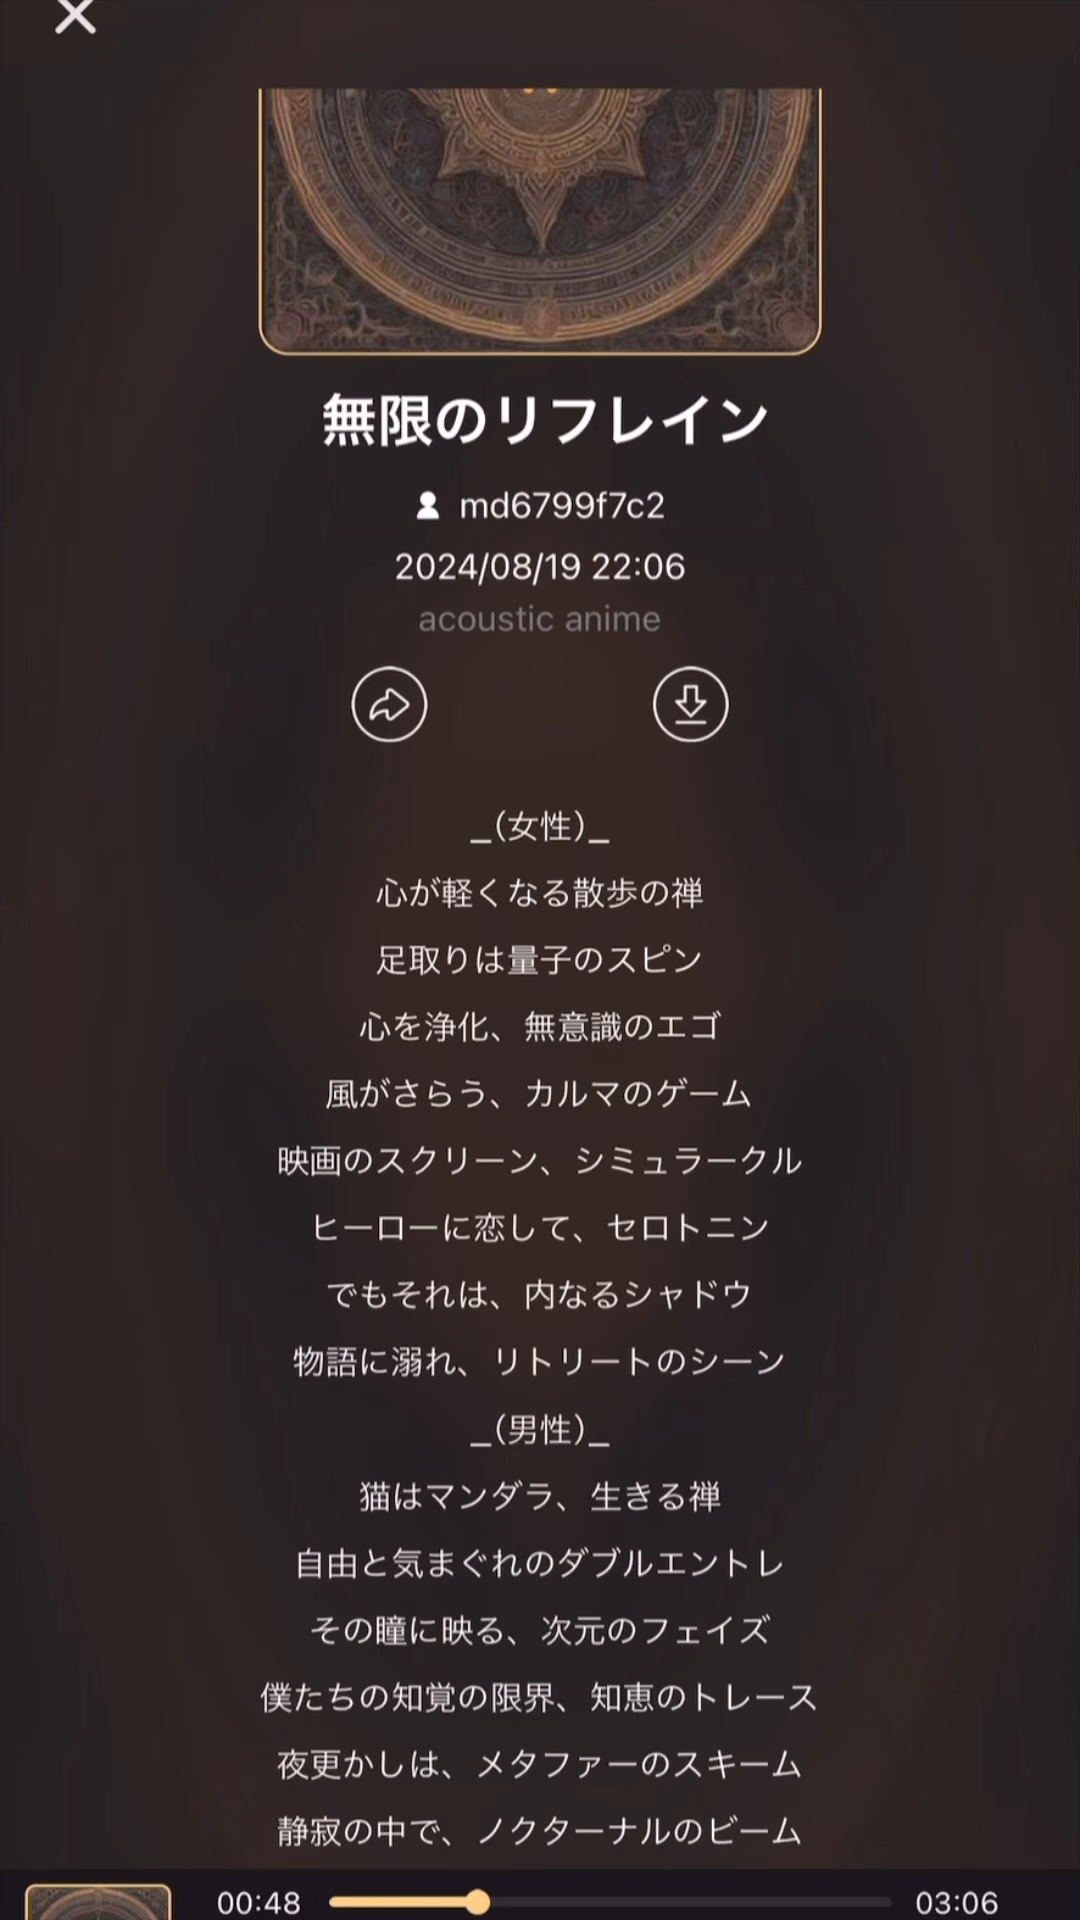 無限のリフレイン
md6799f7c2
2024/08/19 22:06
acoustic anime
_(女性)_
心が軽くなる散歩の禅
足取りは量子のスピン
心を浄化、無意識のエゴ
風がさらう、カルマのゲーム
映画のスクリーン、シミュラークル
ヒーローに恋して、セロトニン
でもそれは、内なるシャドウ
物語に溺れ、リトリートのシーン
_(男性)_
猫はマンダラ、生きる禅
自由と気まぐれのダブルエントレ
その瞳に映る、次元のフェイズ
僕たちの知覚の限界、知恵のトレース
夜更かしは、メタファーのスキーム
静寂の中で、ノクターナルのビーム
00:48
03:06